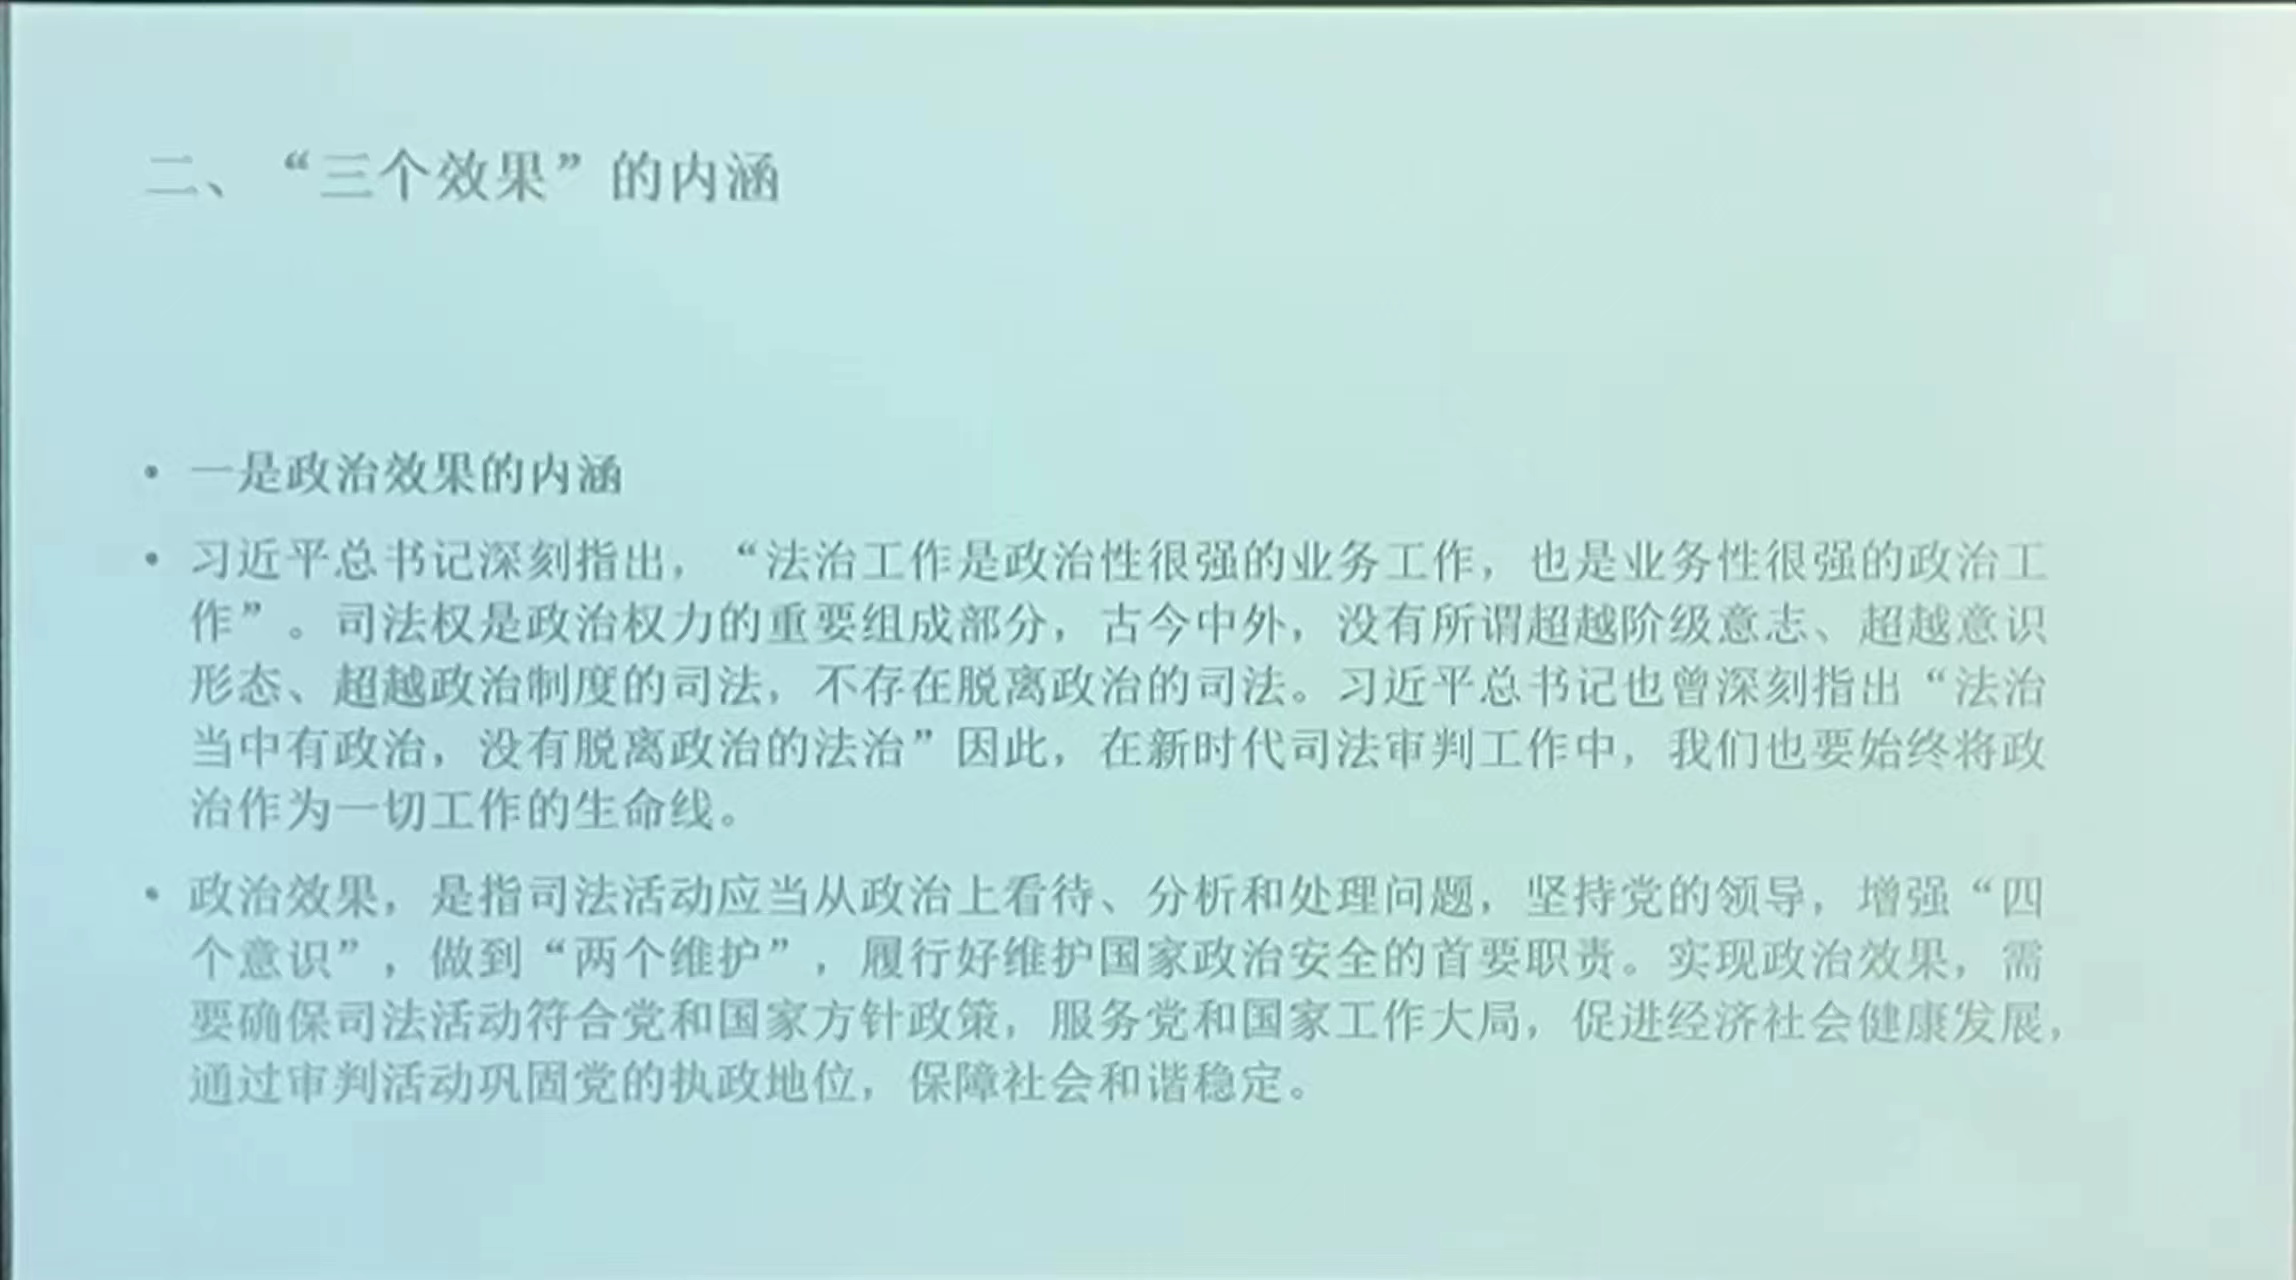 二、“三个效果”的内涵
• 一是政治效果的内涵
• 习近平总书记深刻指出，“法治工作是政治性很强的业务工作，也是业务性很强的政治工
作”。司法权是政治权力的重要组成部分，古今中外，没有所谓超越阶级意志、超越意识
形态、超越政治制度的司法，不存在脱离政治的司法。习近平总书记也曾深刻指出“法治
当中有政治，没有脱离政治的法治”因此，在新时代司法审判工作中，我们也要始终将政
治作为一切工作的生命线。
• 政治效果，是指司法活动应当从政治上看待、分析和处理问题，坚持党的领导，增强“四
个意识”，做到“两个维护”，履行好维护国家政治安全的首要职责。实现政治效果，需
要确保司法活动符合党和国家方针政策，服务党和国家工作大局，促进经济社会健康发展，
通过审判活动巩固党的执政地位，保障社会和谐稳定。